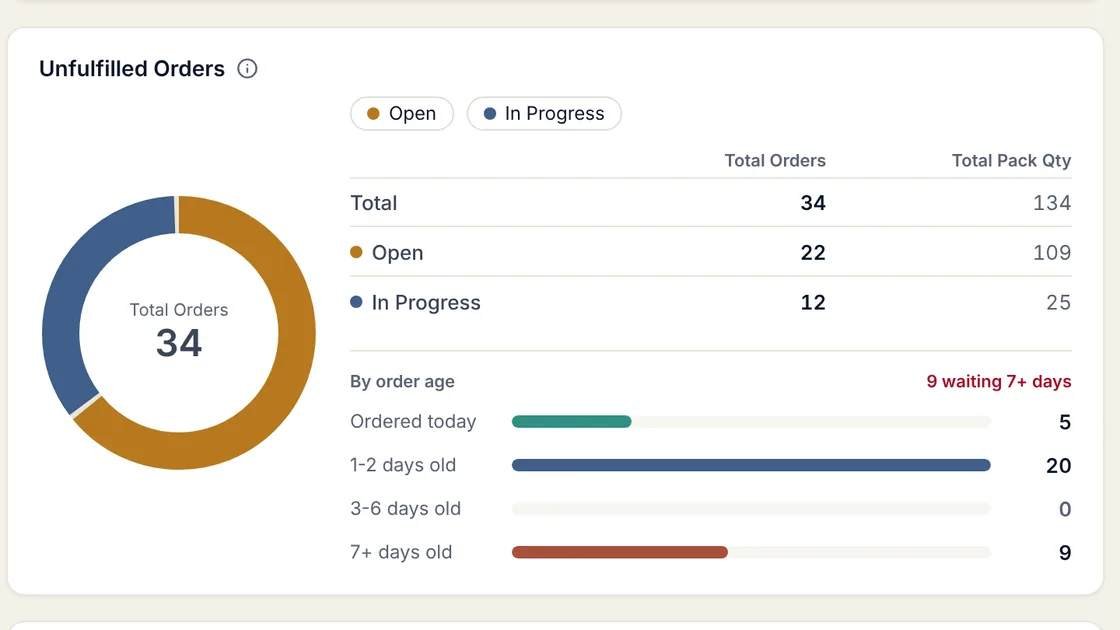 Unfulfilled Orders
Open In Progress
Total Orders Total Pack Qty
Total 34 134
Open 22 109
In Progress 12 25
Total Orders
34
By order age 9 waiting 7+ days
Ordered today 5
1-2 days old 20
3-6 days old 0
7+ days old 9